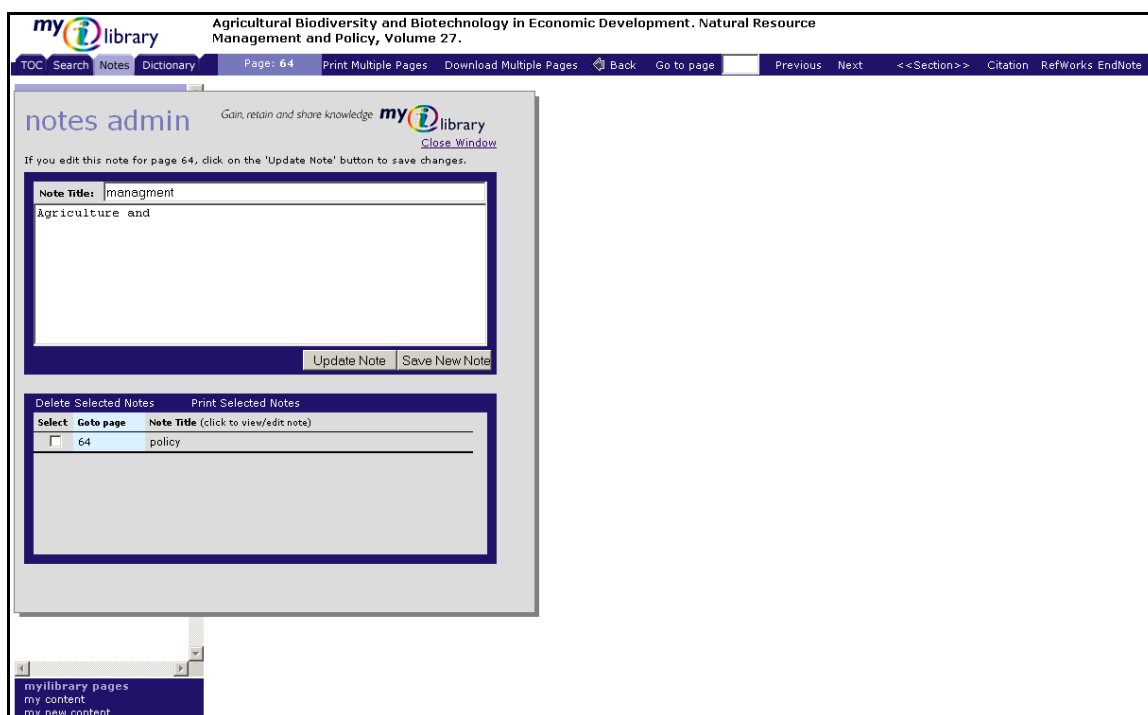 my i library
Agricultural Biodiversity and Biotechnology in Economic Development. Natural Resource
Management and Policy, Volume 27.
TOC Search Notes Dictionary Page: 64 Print Multiple Pages Download Multiple Pages Back Go to page Previous Next <<Section>> Citation RefWorks EndNote
notes admin
Gain, retain and share knowledge my i library
Close Window
If you edit this note for page 64, click on the 'Update Note' button to save changes.
Note Title: managment
Agriculture and
Update Note Save New Note
Delete Selected Notes Print Selected Notes
Select Goto page Note Title (click to view/edit note)
64 policy
myilibrary pages
my content
my new content